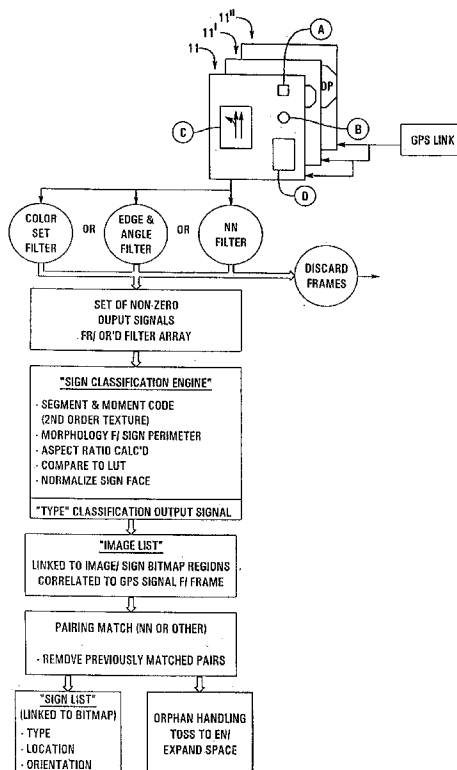 11"
11'
11
A
DP
C
B
D
GPS LINK
COLOR
SET
FILTER
OR
EDGE &
ANGLE
FILTER
OR
NN
FILTER
DISCARD
FRAMES
SET OF NON-ZERO
OUPUT SIGNALS
FR/ OR'D FILTER ARRAY
"SIGN CLASSIFICATION ENGINE"
- SEGMENT & MOMENT CODE
(2ND ORDER TEXTURE)
- MORPHOLOGY F/ SIGN PERIMETER
- ASPECT RATIO CALC'D
- COMPARE TO LUT
- NORMALIZE SIGN FACE
"TYPE" CLASSIFICATION OUTPUT SIGNAL
"IMAGE LIST"
LINKED TO IMAGE/ SIGN BITMAP REGIONS
CORRELATED TO GPS SIGNAL F/ FRAME
PAIRING MATCH (NN OR OTHER)
- REMOVE PREVIOUSLY MATCHED PAIRS
"SIGN LIST"
(LINKED TO BITMAP)
- TYPE
- LOCATION
- ORIENTATION
ORPHAN HANDLING
TOSS TO EN/
EXPAND SPACE